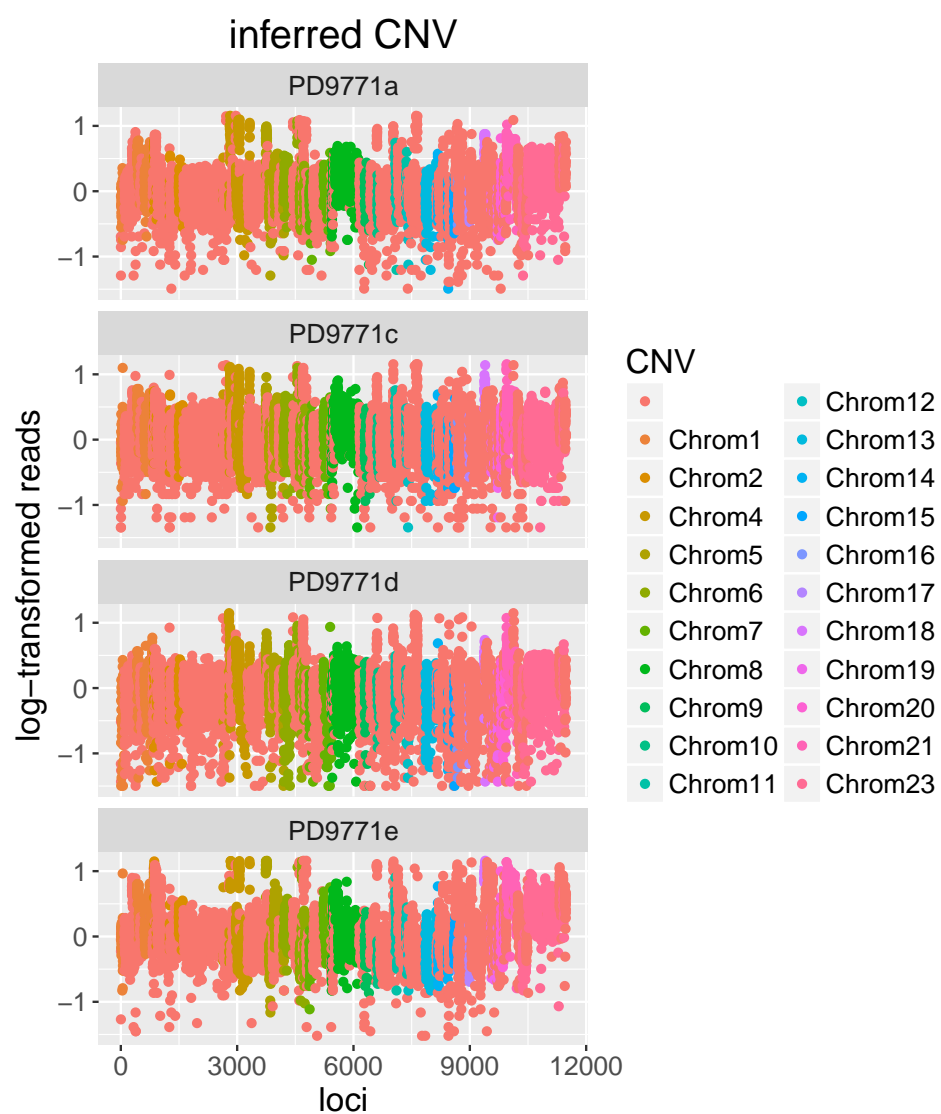 inferred CNV
PD9771a
1
0
−1
PD9771c
1
0
−1
PD9771d
1
0
−1
PD9771e
1
0
−1
0 3000 6000 9000 12000
loci
log−transformed reads
CNV
Chrom1
Chrom2
Chrom4
Chrom5
Chrom6
Chrom7
Chrom8
Chrom9
Chrom10
Chrom11
Chrom12
Chrom13
Chrom14
Chrom15
Chrom16
Chrom17
Chrom18
Chrom19
Chrom20
Chrom21
Chrom23